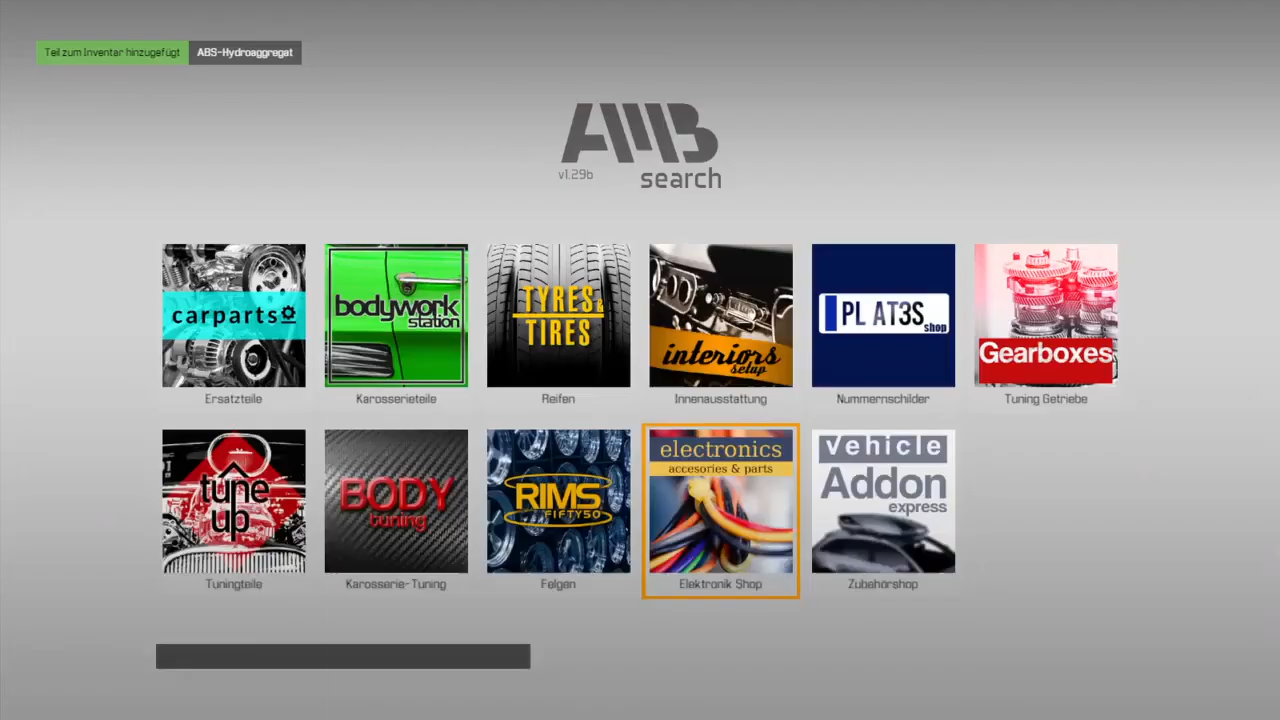 Teil zum Inventar hinzugefügt ABS-Hydroaggregat
AMB
v1.29b search
carparts
bodywork
station
TYRES&
TIRES
interiors
setup
PL AT3S
shop
Gearboxes
Ersatzteile
Karosserieteile
Reifen
Innenausstattung
Nummernschilder
Tuning Getriebe
tune
up
BODY
tuning
RIMS
FIFTY50
electronics
accesories & parts
vehicle
Addon
express
Tuningteile
Karosserie-Tuning
Felgen
Elektronik Shop
Zubehörshop